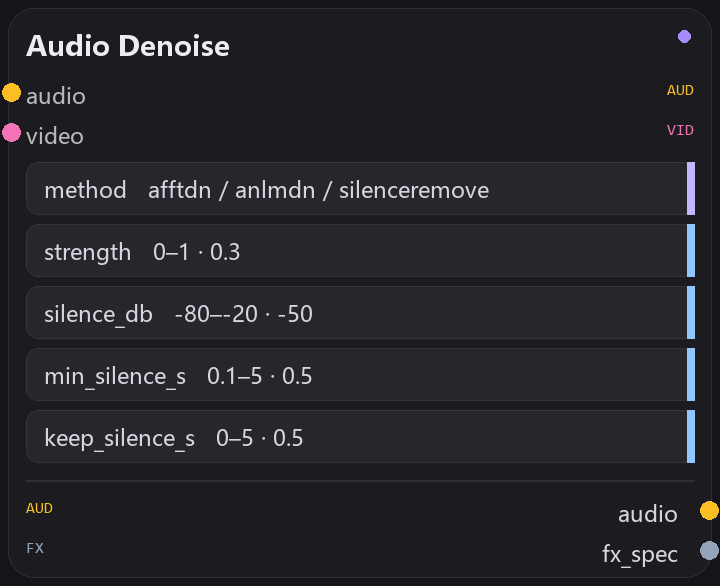 Audio Denoise
audio AUD
video VID
method afftdn / anlmdn / silenceremove
strength 0–1 · 0.3
silence_db -80–-20 · -50
min_silence_s 0.1–5 · 0.5
keep_silence_s 0–5 · 0.5
AUD audio
FX fx_spec